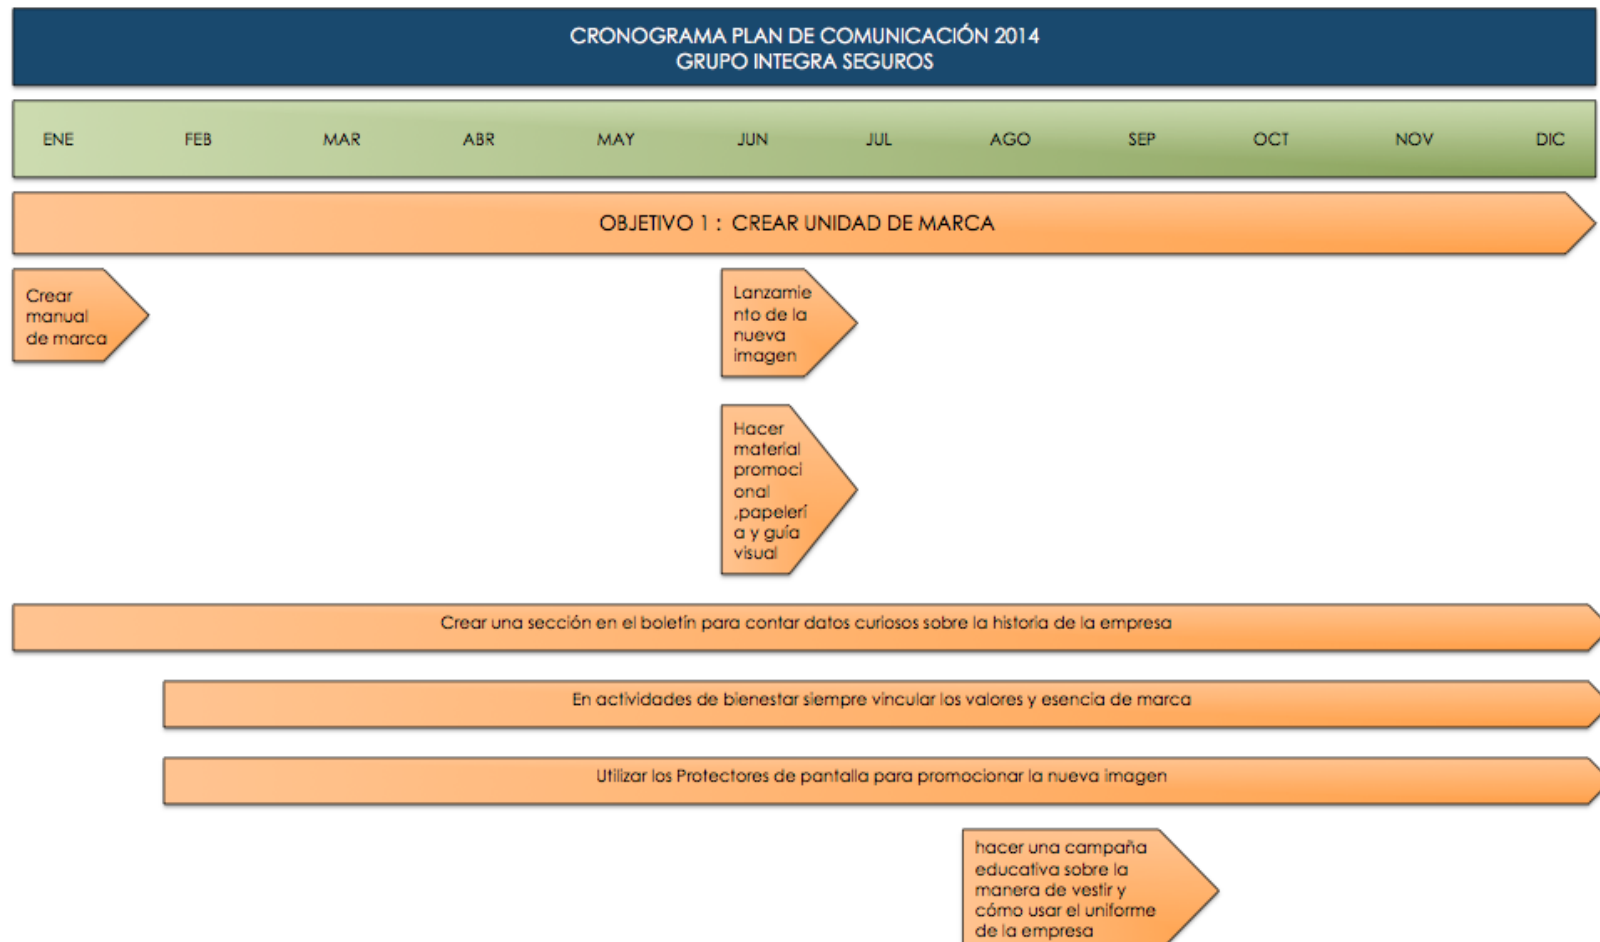 CRONOGRAMA PLAN DE COMUNICACIÓN 2014
GRUPO INTEGRA SEGUROS
ENE FEB MAR ABR MAY JUN JUL AGO SEP OCT NOV DIC
OBJETIVO 1 : CREAR UNIDAD DE MARCA
Crear
manual
de marca
Lanzamie
nto de la
nueva
imagen
Hacer
material
promoci
onal
,papelerí
a y guía
visual
Crear una sección en el boletín para contar datos curiosos sobre la historia de la empresa
En actividades de bienestar siempre vincular los valores y esencia de marca
Utilizar los Protectores de pantalla para promocionar la nueva imagen
hacer una campaña
educativa sobre la
manera de vestir y
cómo usar el uniforme
de la empresa